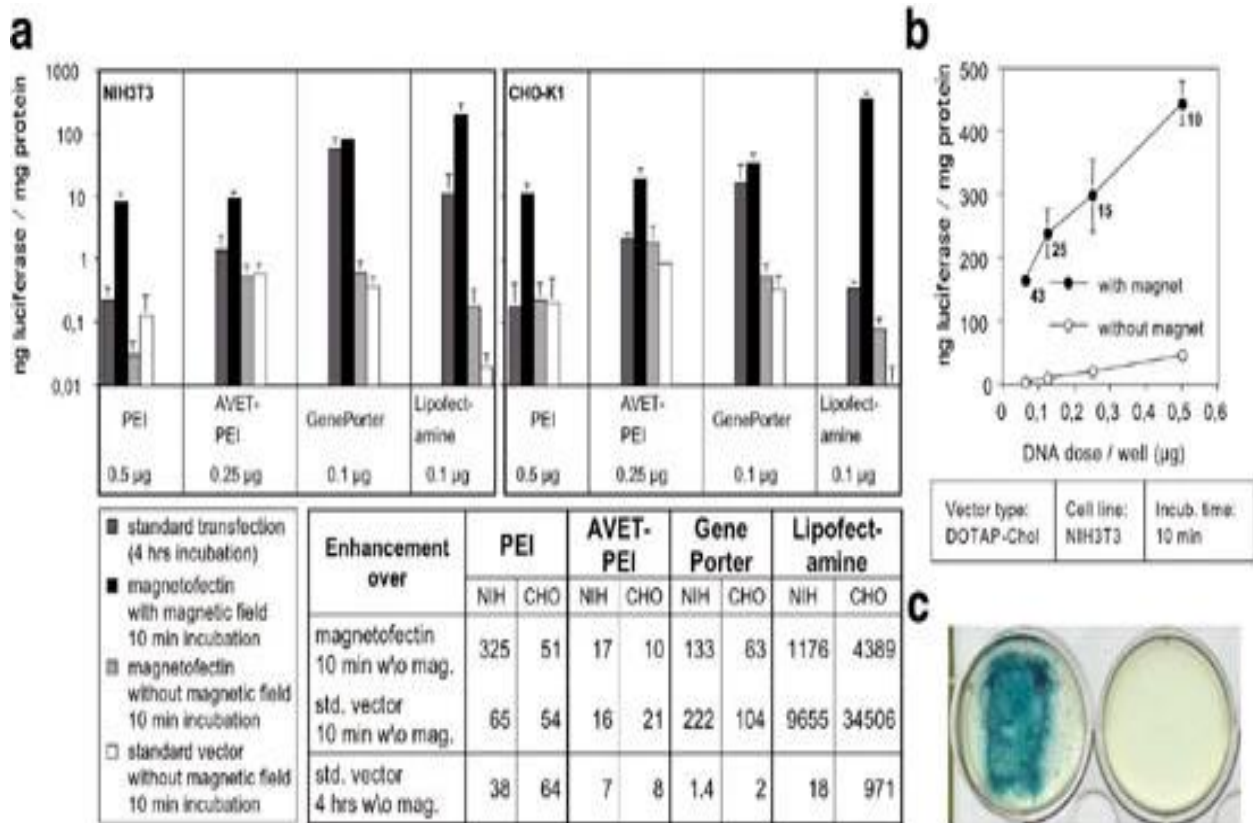 a
ng luciferase / mg protein
1000
100
10
1
0,1
0,01
NIH3T3
CHO-K1
PEI
0.5 µg
AVET-
PEI
0.25 µg
GenePorter
0.1 µg
Lipofect-
amine
0.1 µg
PEI
0.5 µg
AVET-
PEI
0.25 µg
GenePorter
0.1 µg
Lipofect-
amine
0.1 µg
standard transfection
(4 hrs incubation)
magnetofectin
with magnetic field
10 min incubation
magnetofectin
without magnetic field
10 min incubation
standard vector
without magnetic field
10 min incubation
Enhancement over PEI AVET-PEI Gene Porter Lipofect-amine
NIH CHO NIH CHO NIH CHO NIH CHO
magnetofectin
10 min w/o mag. 325 51 17 10 133 63 1176 4389
std. vector
10 min w\o mag. 65 54 16 21 222 104 9655 34506
std. vector
4 hrs w\o mag. 38 64 7 8 1.4 2 18 971
b
ng luciferase / mg protein
500
400
300
200
100
0
43
25
15
10
with magnet
without magnet
0 0,1 0,2 0,3 0,4 0,5 0,6
DNA dose / well (µg)
Vector type: Cell line: Incub. time:
DOTAP-Chol NIH3T3 10 min
c